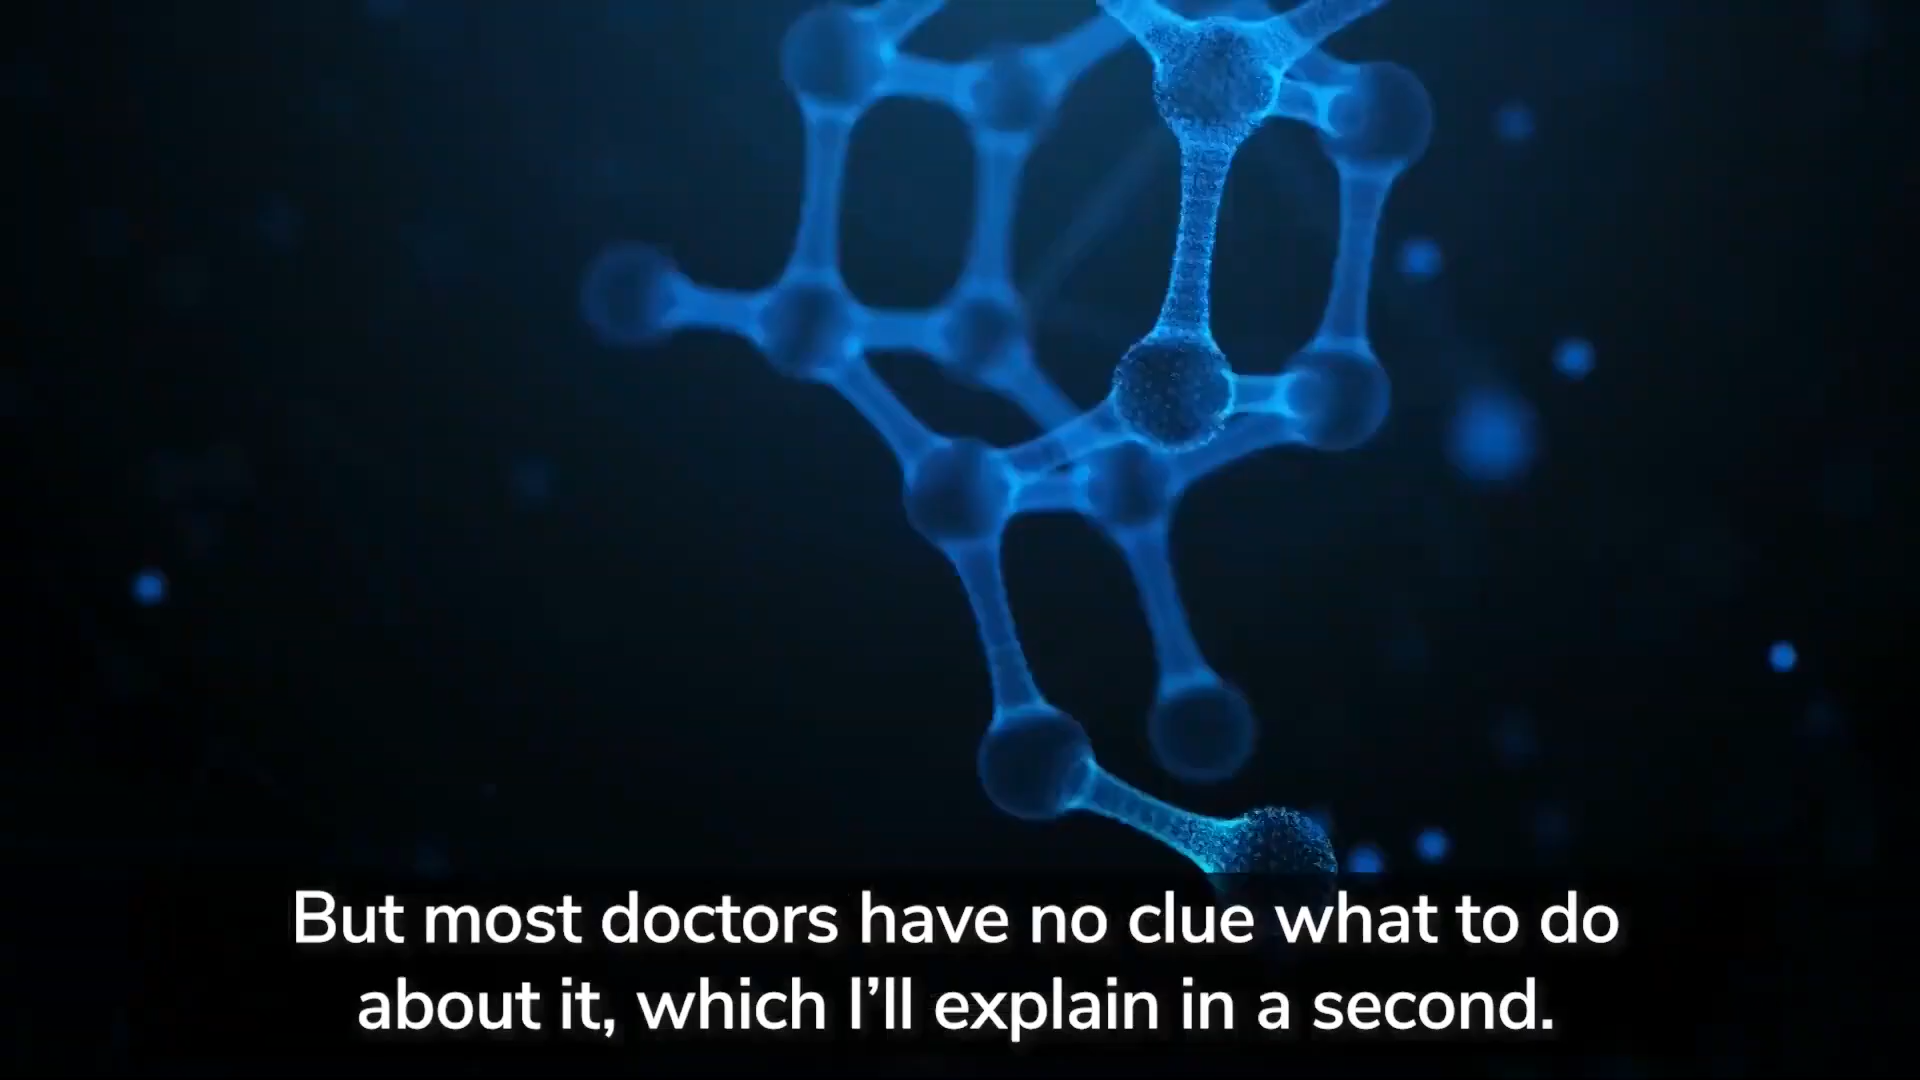 But most doctors have no clue what to do
about it, which I’ll explain in a second.